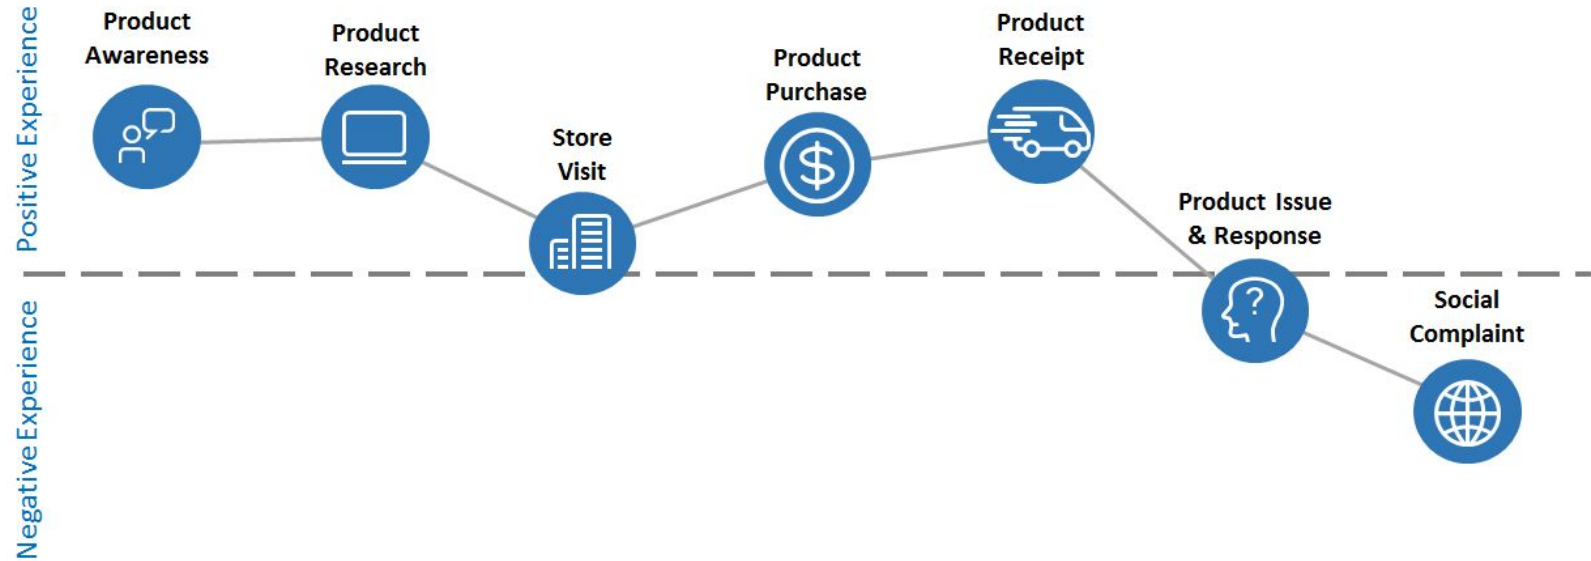 Positive Experience
Negative Experience
Product
Awareness
Product
Research
Store
Visit
Product
Purchase
$
Product
Receipt
Product Issue
& Response
?
Social
Complaint